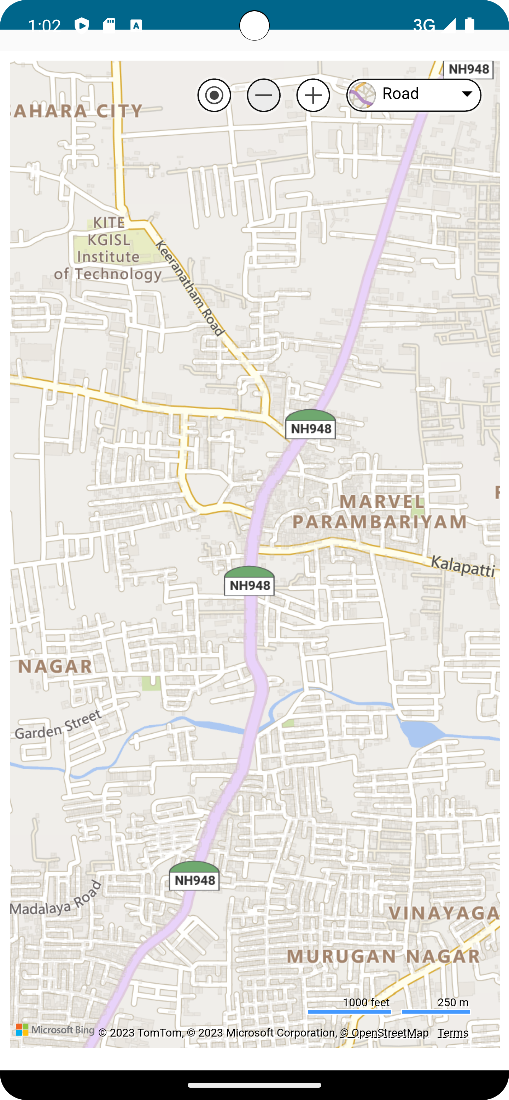 1:02
3G
NH948
Road
AHARA CITY
KITE
KGISL
Institute
of Technology
Keeranatham Road
NH948
MARVEL
PARAMBARIYAM
Kalapatti
NH948
NAGAR
Garden Street
NH948
Madalaya Road
VINAYAGA
MURUGAN NAGAR
1000 feet
250 m
Microsoft Bing
© 2023 TomTom, © 2023 Microsoft Corporation, © OpenStreetMap Terms